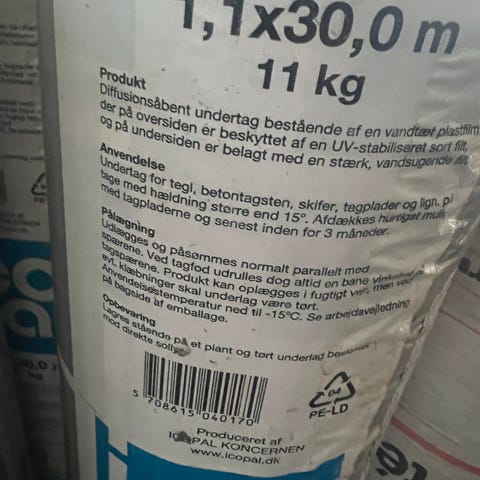 1,1x30,0 m
11 kg
Produkt
Diffusionsåbent undertag bestående af en vandtæt plastfilm
der på oversiden er beskyttet af en UV-stabiliseret sort filt,
og på undersiden er belagt med en stærk, vandsugende filt
Anvendelse
Undertag for tegl, betontagsten, skifer, tagplader og lign. på
tage med hældning større end 15°. Afdækkes hurtigst muligt
med tagpladerne og senest inden for 3 måneder.
Pålægning
Udlægges og påsømmes normalt parallelt med
spærene. Ved tagfod udrulles dog altid en bane
tagspærene. Produkt kan oplægges i fugtigt vejr, men ved
evt. klæbninger skal underlag være tørt.
Anvendelsestemperatur ned til -15°C. Se arbejdsvejledning
på bagside af emballage.
Opbevaring
Lagres stående på et plant og tørt underlag
mod direkte
5 708615 040170
04
PE-LD
Produceret af
ICOPAL KONCERNEN
www.icopal.dk